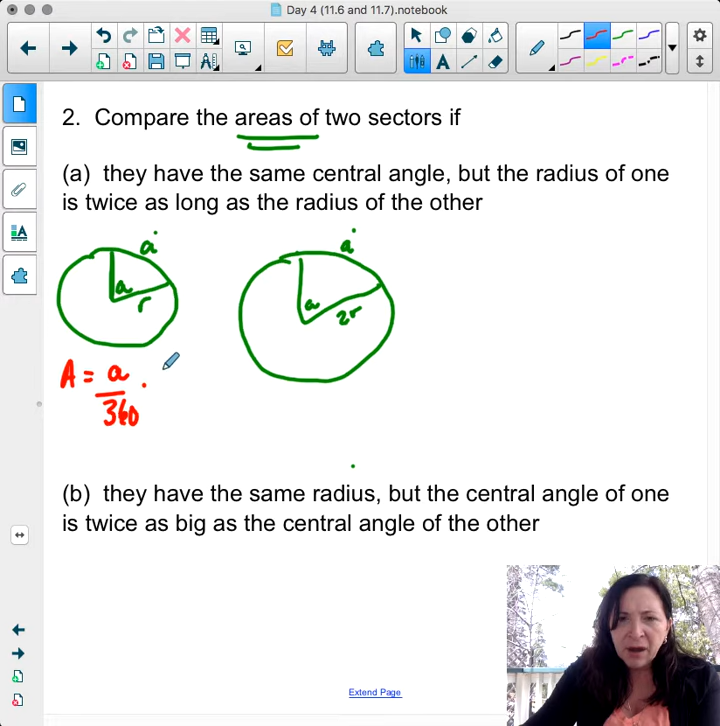 Day 4 (11.6 and 11.7).notebook
2. Compare the areas of two sectors if
(a) they have the same central angle, but the radius of one
is twice as long as the radius of the other
a° a°
a r a 2r
A = a/360 ·
(b) they have the same radius, but the central angle of one
is twice as big as the central angle of the other
Extend Page